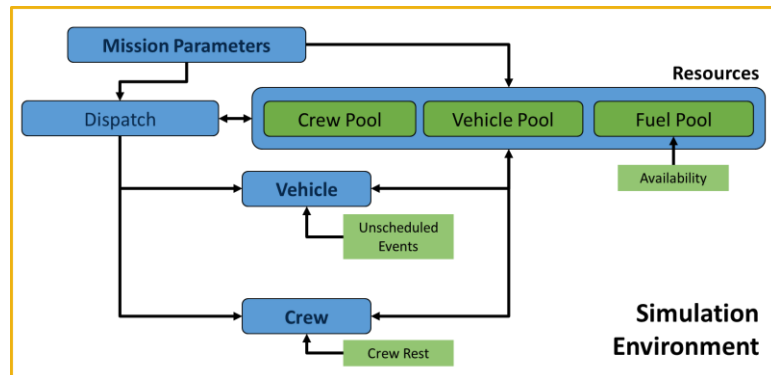 Mission Parameters
Resources
Dispatch
Crew Pool
Vehicle Pool
Fuel Pool
Vehicle
Availability
Unscheduled
Events
Crew
Crew Rest
Simulation
Environment